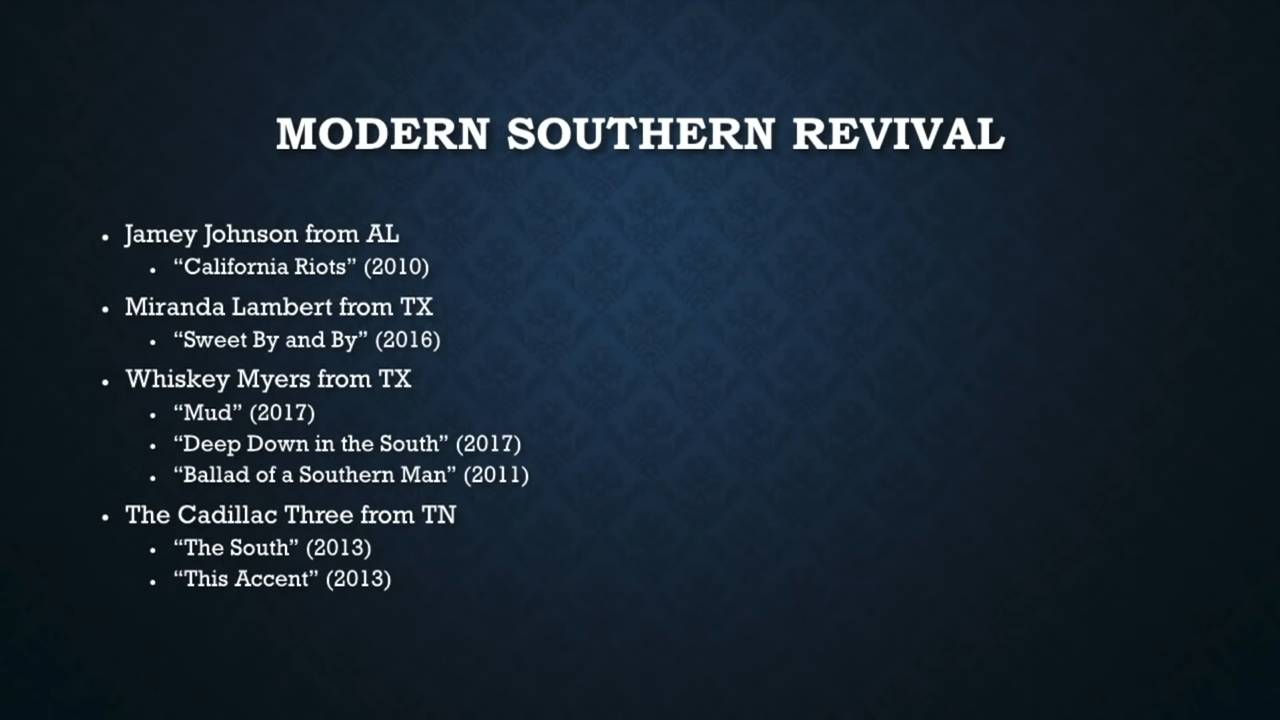 MODERN SOUTHERN REVIVAL
• Jamey Johnson from AL
• “California Riots” (2010)
• Miranda Lambert from TX
• “Sweet By and By” (2016)
• Whiskey Myers from TX
• “Mud” (2017)
• “Deep Down in the South” (2017)
• “Ballad of a Southern Man” (2011)
• The Cadillac Three from TN
• “The South” (2013)
• “This Accent” (2013)